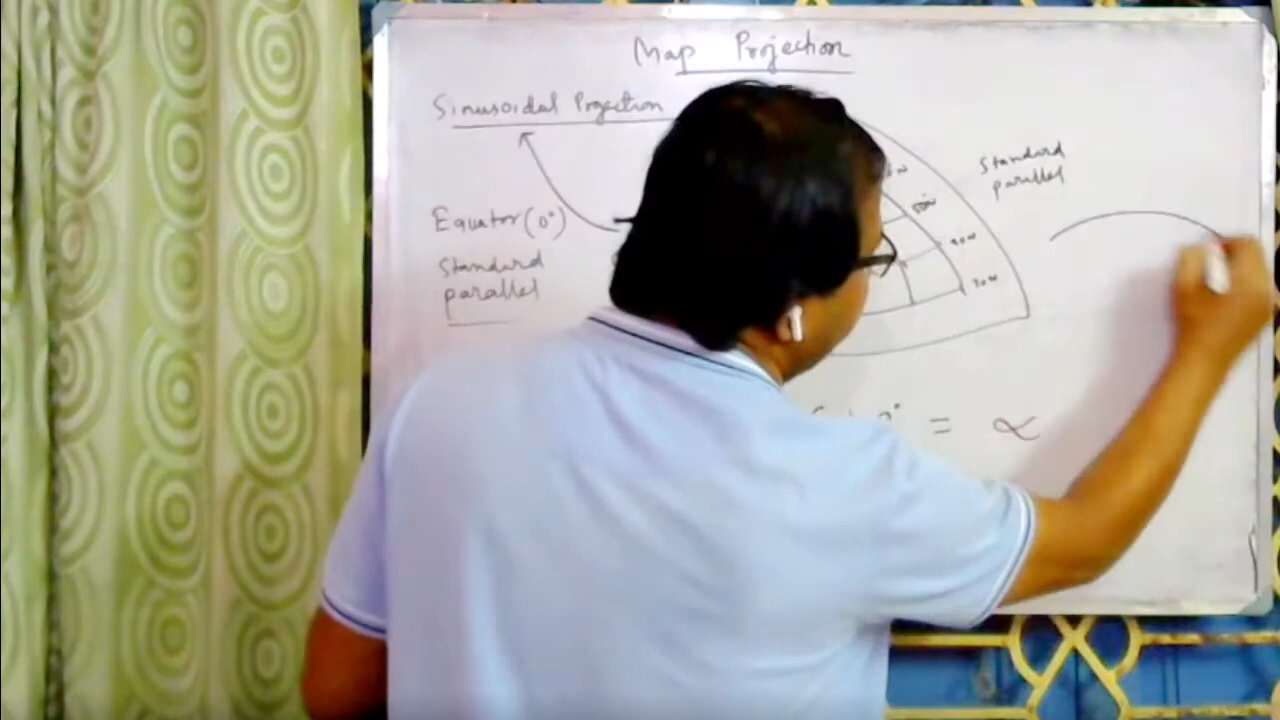 Map Projection
Sinusoidal Projection
Standard
parallel
Equator (0°)
Standard
parallel
= ∝